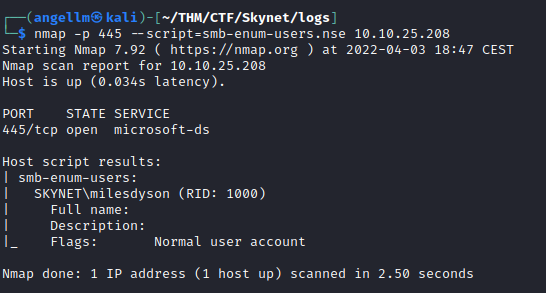 ┌──(angellm㉿kali)-[~/THM/CTF/Skynet/logs]
└─$ nmap -p 445 --script=smb-enum-users.nse 10.10.25.208
Starting Nmap 7.92 ( https://nmap.org ) at 2022-04-03 18:47 CEST
Nmap scan report for 10.10.25.208
Host is up (0.034s latency).

PORT    STATE SERVICE
445/tcp open  microsoft-ds

Host script results:
| smb-enum-users:
|   SKYNET\milesdyson (RID: 1000)
|     Full name:
|     Description:
|_    Flags:       Normal user account

Nmap done: 1 IP address (1 host up) scanned in 2.50 seconds